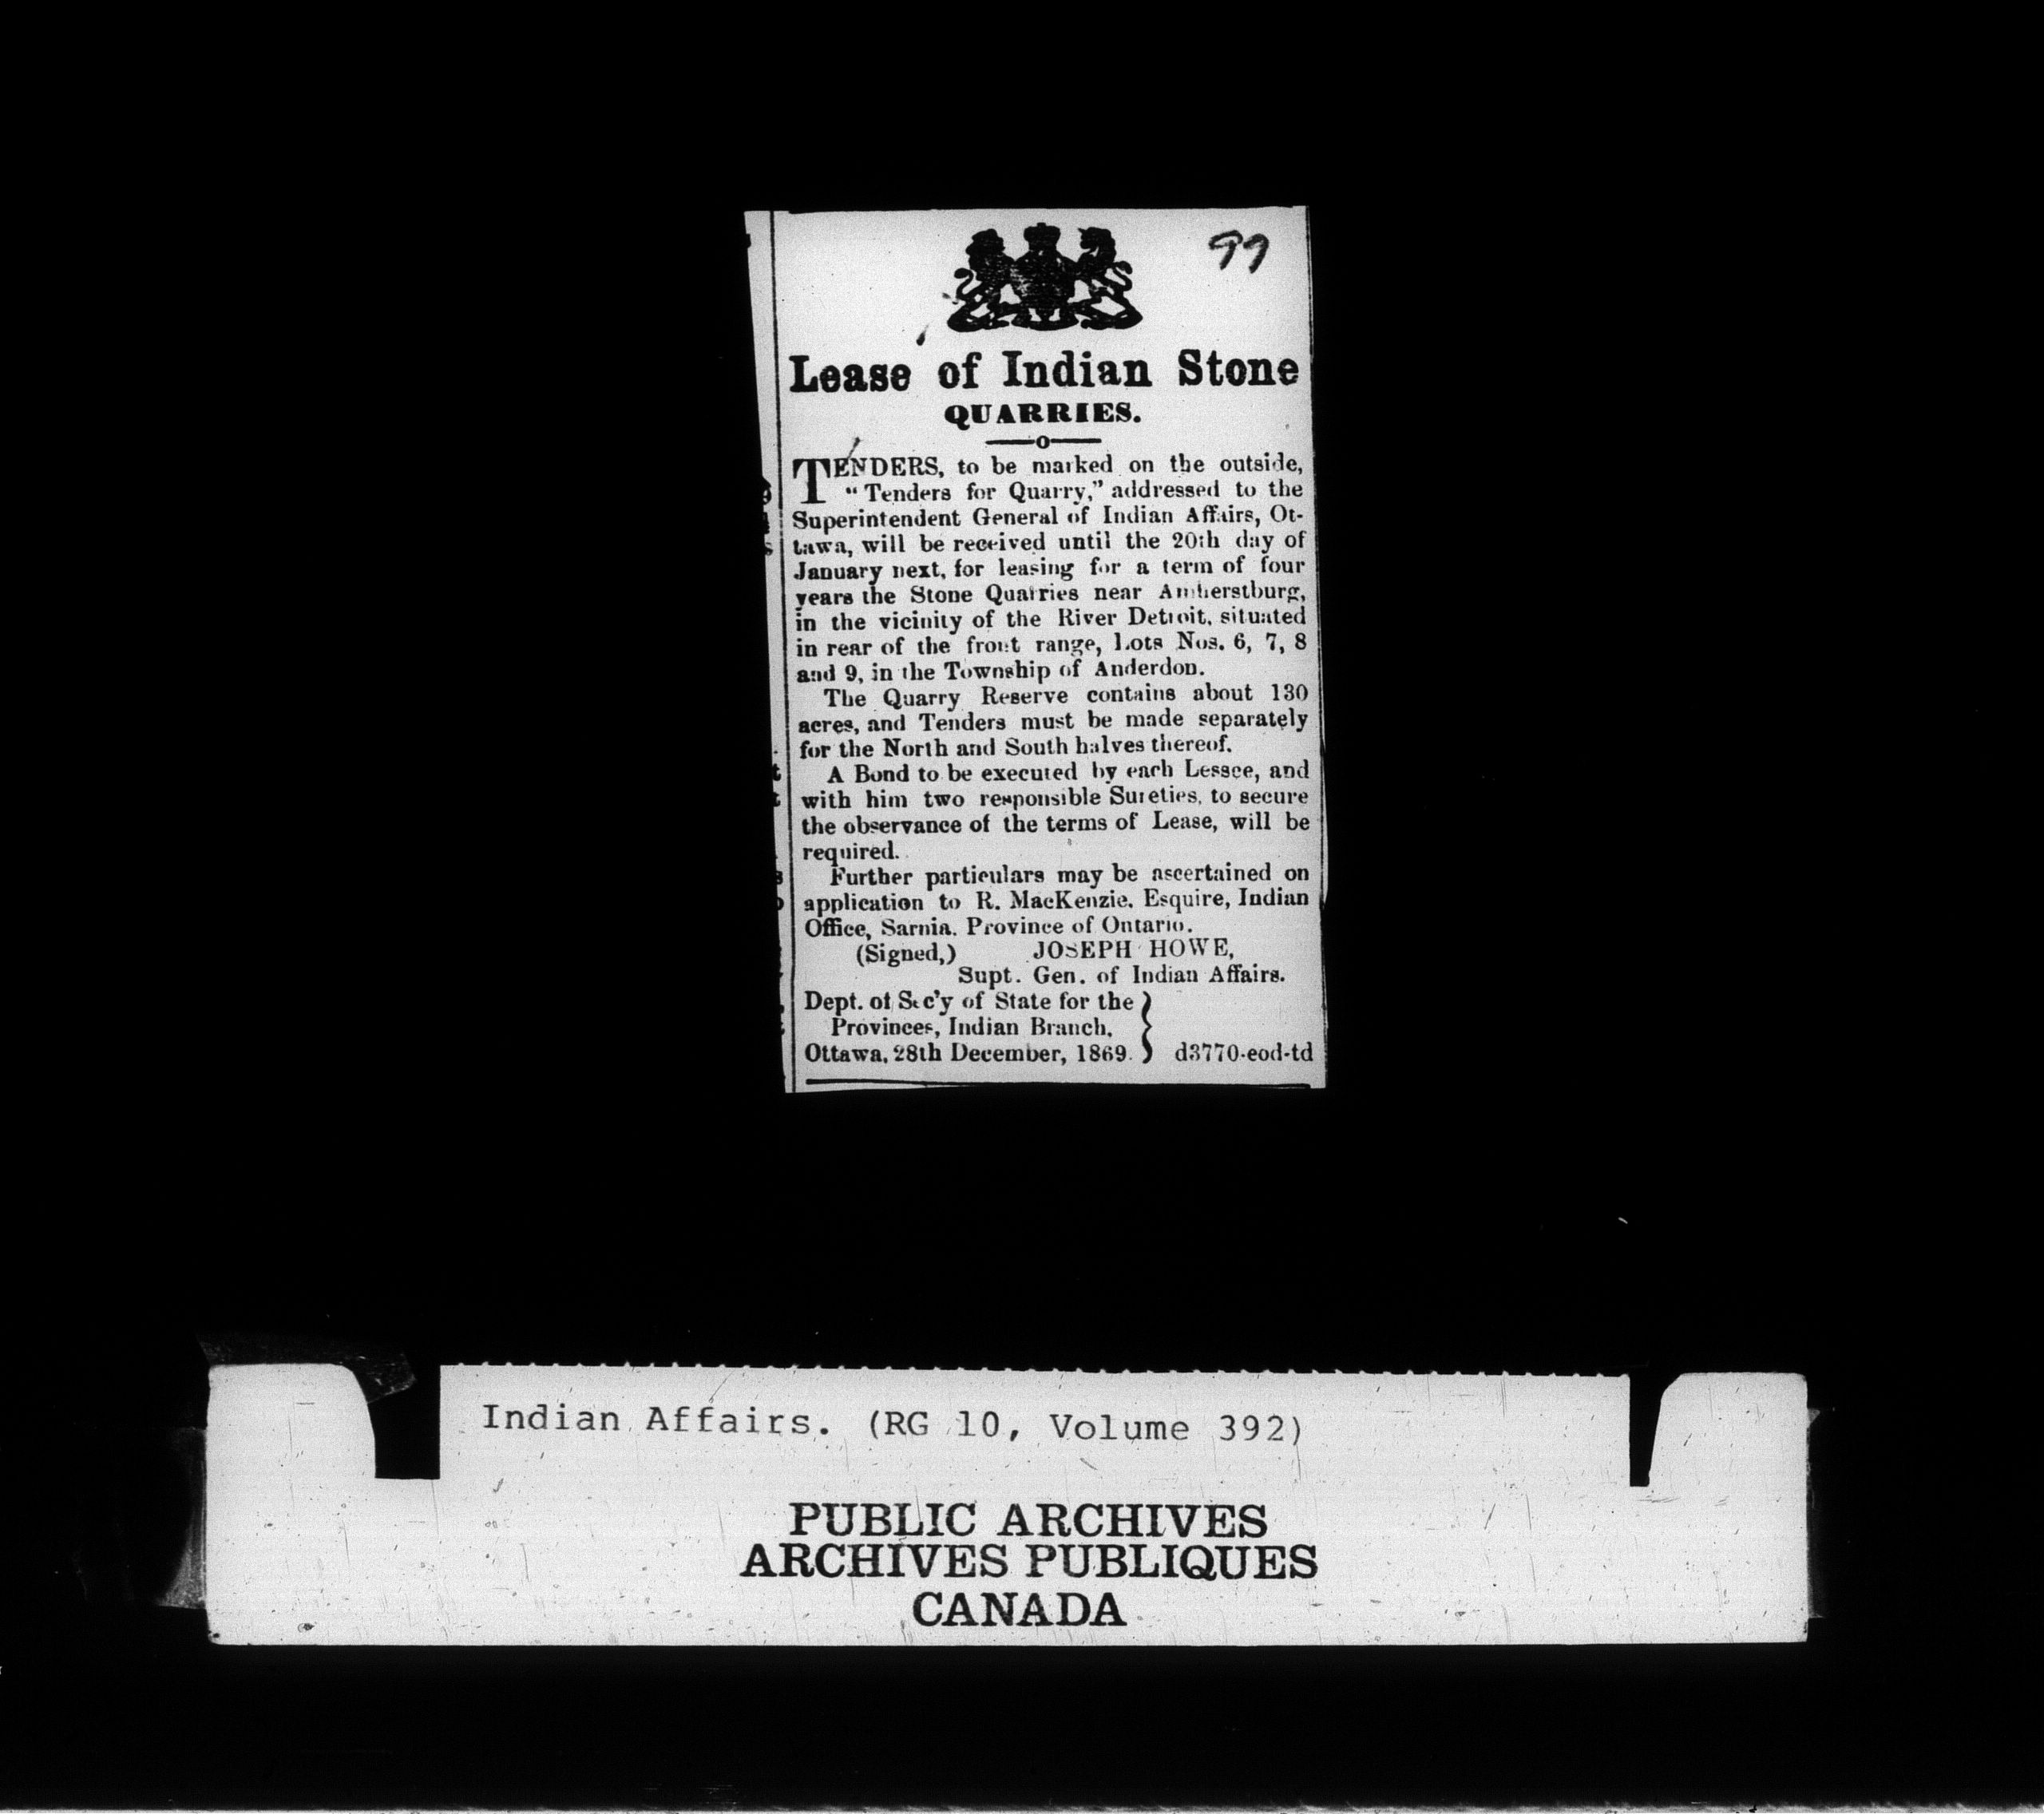 99
Lease of Indian Stone
QUARRIES.
TENDERS, to be marked on the outside,
"Tenders for Quarry," addressed to the
Superintendent General of Indian Affairs, Ot-
tawa, will be received until the 20th day of
January next, for leasing for a term of four
years the Stone Quarries near Amherstburg,
in the vicinity of the River Detroit, situated
in rear of the front range, Lots Nos. 6, 7, 8
and 9, in the Township of Anderdon.
The Quarry Reserve contains about 130
acres, and Tenders must be made separately
for the North and South halves thereof.
A Bond to be executed by each Lessee, and
with him two responsible Sureties, to secure
the observance of the terms of Lease, will be
required.
Further particulars may be ascertained on
application to R. MacKenzie, Esquire, Indian
Office, Sarnia, Province of Ontario.
(Signed,) JOSEPH HOWE,
Supt. Gen. of Indian Affairs.
Dept. of Sec'y of State for the
Provinces, Indian Branch,
Ottawa, 28th December, 1869. } d3770-eod-td
Indian Affairs. (RG 10, Volume 392)
PUBLIC ARCHIVES
ARCHIVES PUBLIQUES
CANADA